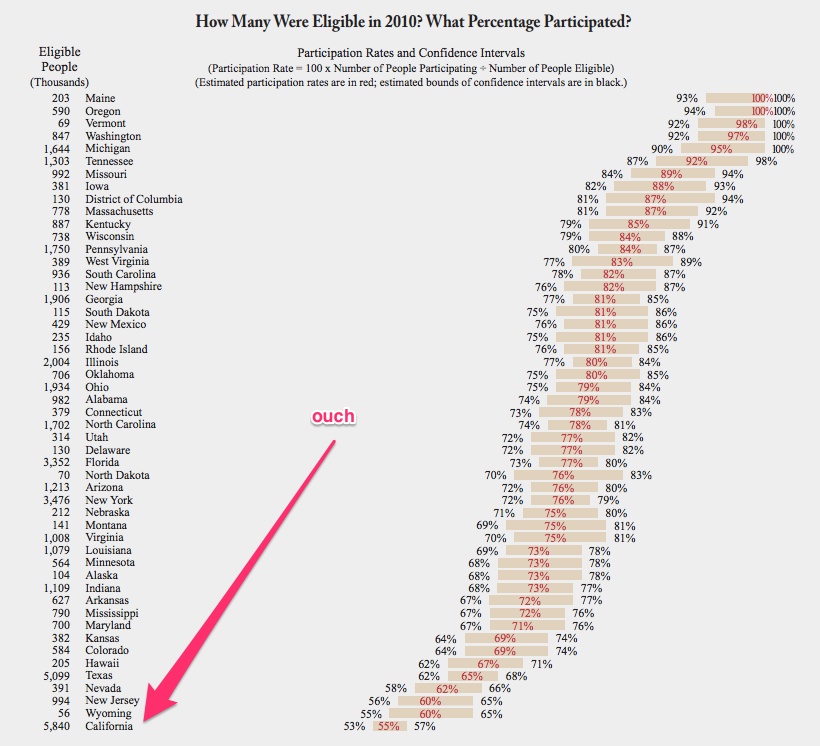 How Many Were Eligible in 2010? What Percentage Participated?
Eligible
People
(Thousands)
Participation Rates and Confidence Intervals
(Participation Rate = 100 x Number of People Participating ÷ Number of People Eligible)
(Estimated participation rates are in red; estimated bounds of confidence intervals are in black.)
203 Maine 93% 100% 100%
590 Oregon 94% 100% 100%
69 Vermont 92% 98% 100%
847 Washington 92% 97% 100%
1,644 Michigan 90% 95% 100%
1,303 Tennessee 87% 92% 98%
992 Missouri 84% 89% 94%
381 Iowa 82% 88% 93%
130 District of Columbia 81% 87% 94%
778 Massachusetts 81% 87% 92%
887 Kentucky 79% 85% 91%
738 Wisconsin 79% 84% 88%
1,750 Pennsylvania 80% 84% 87%
389 West Virginia 77% 83% 89%
936 South Carolina 78% 82% 87%
113 New Hampshire 76% 82% 87%
1,906 Georgia 77% 81% 85%
115 South Dakota 75% 81% 86%
429 New Mexico 76% 81% 86%
235 Idaho 75% 81% 86%
156 Rhode Island 76% 81% 85%
2,004 Illinois 77% 80% 84%
706 Oklahoma 75% 80% 85%
1,934 Ohio 75% 79% 84%
982 Alabama 74% 79% 84%
379 Connecticut 73% 78% 83%
1,702 North Carolina 74% 78% 81%
314 Utah 72% 77% 82%
130 Delaware 72% 77% 82%
3,352 Florida 73% 77% 80%
70 North Dakota 70% 76% 83%
1,213 Arizona 72% 76% 80%
3,476 New York 72% 76% 79%
212 Nebraska 71% 75% 80%
141 Montana 69% 75% 81%
1,008 Virginia 70% 75% 81%
1,079 Louisiana 69% 73% 78%
564 Minnesota 68% 73% 78%
104 Alaska 68% 73% 78%
1,109 Indiana 68% 73% 77%
627 Arkansas 67% 72% 77%
790 Mississippi 67% 72% 76%
700 Maryland 67% 71% 76%
382 Kansas 64% 69% 74%
584 Colorado 64% 69% 74%
205 Hawaii 62% 67% 71%
5,099 Texas 62% 65% 68%
391 Nevada 58% 62% 66%
994 New Jersey 56% 60% 65%
56 Wyoming 55% 60% 65%
5,840 California 53% 55% 57%
ouch